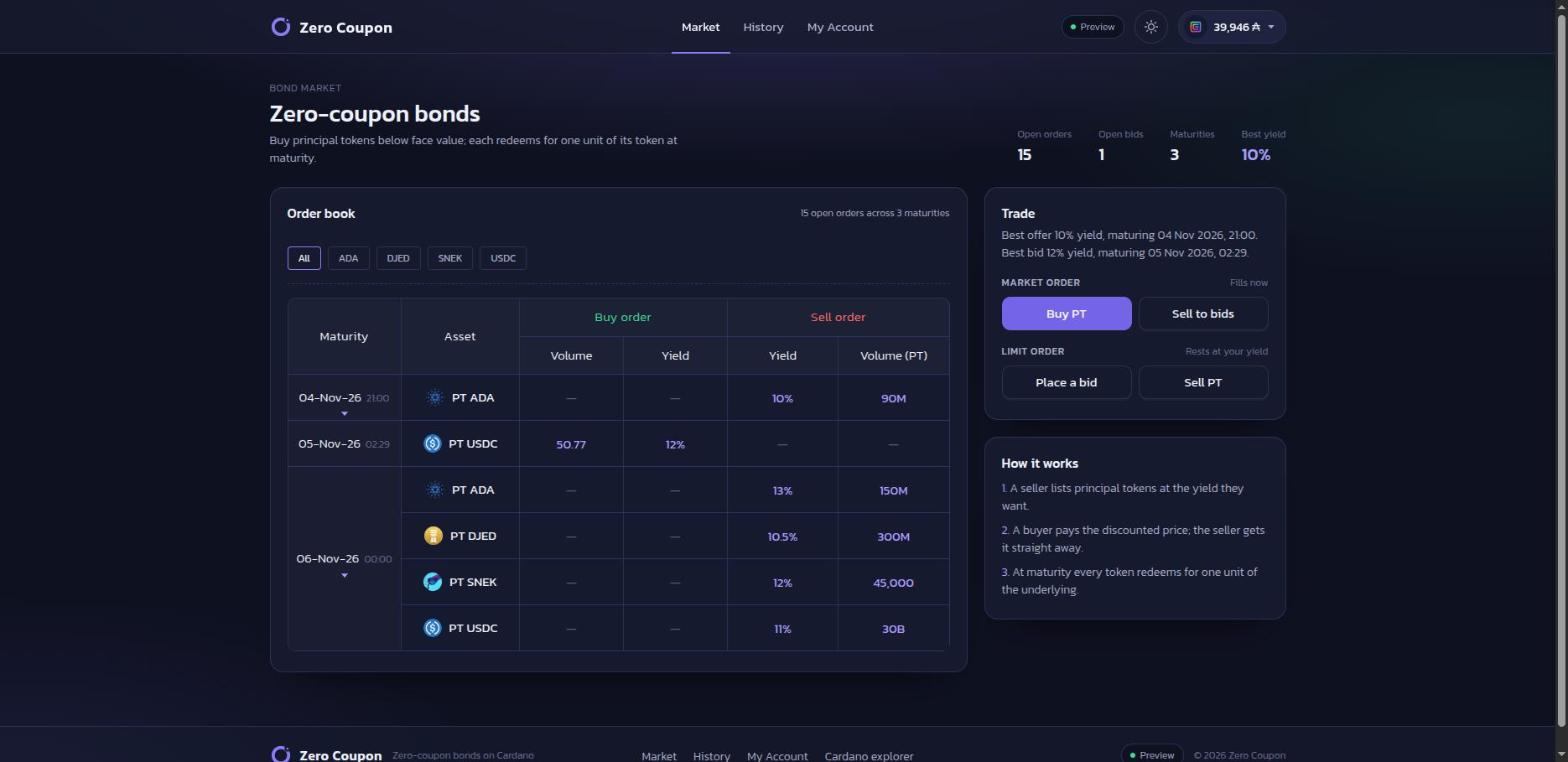 Zero Coupon
Market History My Account
Preview
39,946 ₳
BOND MARKET
Zero-coupon bonds
Buy principal tokens below face value; each redeems for one unit of its token at
maturity.
Open orders Open bids Maturities Best yield
15 1 3 10%
Order book
15 open orders across 3 maturities
All ADA DJED SNEK USDC
Maturity Asset Buy order Sell order
Volume Yield Yield Volume (PT)
04-Nov-26 21:00 PT ADA — — 10% 90M
05-Nov-26 02:29 PT USDC 50.77 12% — —
PT ADA — — 13% 150M
PT DJED — — 10.5% 300M
06-Nov-26 00:00
PT SNEK — — 12% 45,000
PT USDC — — 11% 30B
Trade
Best offer 10% yield, maturing 04 Nov 2026, 21:00.
Best bid 12% yield, maturing 05 Nov 2026, 02:29.
MARKET ORDER Fills now
Buy PT Sell to bids
LIMIT ORDER Rests at your yield
Place a bid Sell PT
How it works
1. A seller lists principal tokens at the yield they
want.
2. A buyer pays the discounted price; the seller gets
it straight away.
3. At maturity every token redeems for one unit of
the underlying.
Zero Coupon Zero-coupon bonds on Cardano
Market History My Account Cardano explorer
Preview © 2026 Zero Coupon